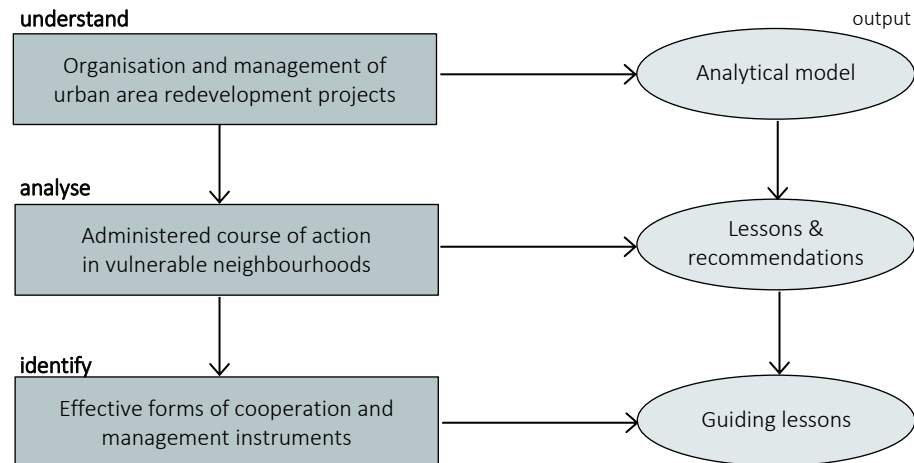 understand
output
Organisation and management of
urban area redevelopment projects
Analytical model
analyse
Administered course of action
in vulnerable neighbourhoods
Lessons &
recommendations
identify
Effective forms of cooperation and
management instruments
Guiding lessons